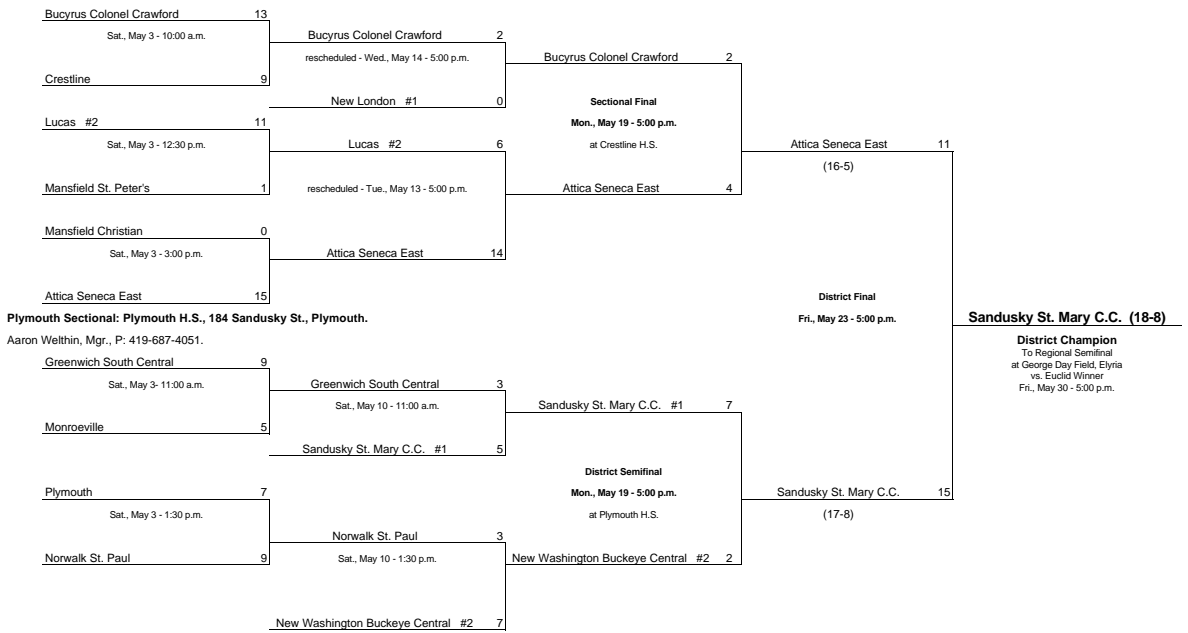 Bucyrus Colonel Crawford 13
Sat., May 3 - 10:00 a.m.
Crestline 9
Lucas #2 11
Sat., May 3 - 12:30 p.m.
Mansfield St. Peter's 1
Mansfield Christian 0
Sat., May 3 - 3:00 p.m.
Attica Seneca East 15
Bucyrus Colonel Crawford 2
rescheduled - Wed., May 14 - 5:00 p.m.
New London #1 0
Lucas #2 6
rescheduled - Tue., May 13 - 5:00 p.m.
Attica Seneca East 14
Bucyrus Colonel Crawford 2
Sectional Final
Mon., May 19 - 5:00 p.m.
at Crestline H.S.
Attica Seneca East 4
Attica Seneca East 11
(16-5)
Plymouth Sectional: Plymouth H.S., 184 Sandusky St., Plymouth.
Aaron Welthin, Mgr., P: 419-687-4051.
Greenwich South Central 9
Sat., May 3- 11:00 a.m.
Monroeville 5
Plymouth 7
Sat., May 3 - 1:30 p.m.
Norwalk St. Paul 9
Greenwich South Central 3
Sat., May 10 - 11:00 a.m.
Sandusky St. Mary C.C. #1 5
Norwalk St. Paul 3
Sat., May 10 - 1:30 p.m.
New Washington Buckeye Central #2 7
Sandusky St. Mary C.C. #1 7
District Semifinal
Mon., May 19 - 5:00 p.m.
at Plymouth H.S.
New Washington Buckeye Central #2 2
District Final
Fri., May 23 - 5:00 p.m.
Sandusky St. Mary C.C. 15
(17-8)
Sandusky St. Mary C.C. (18-8)
District Champion
To Regional Semifinal
at George Day Field, Elyria
vs. Euclid Winner
Fri., May 30 - 5:00 p.m.